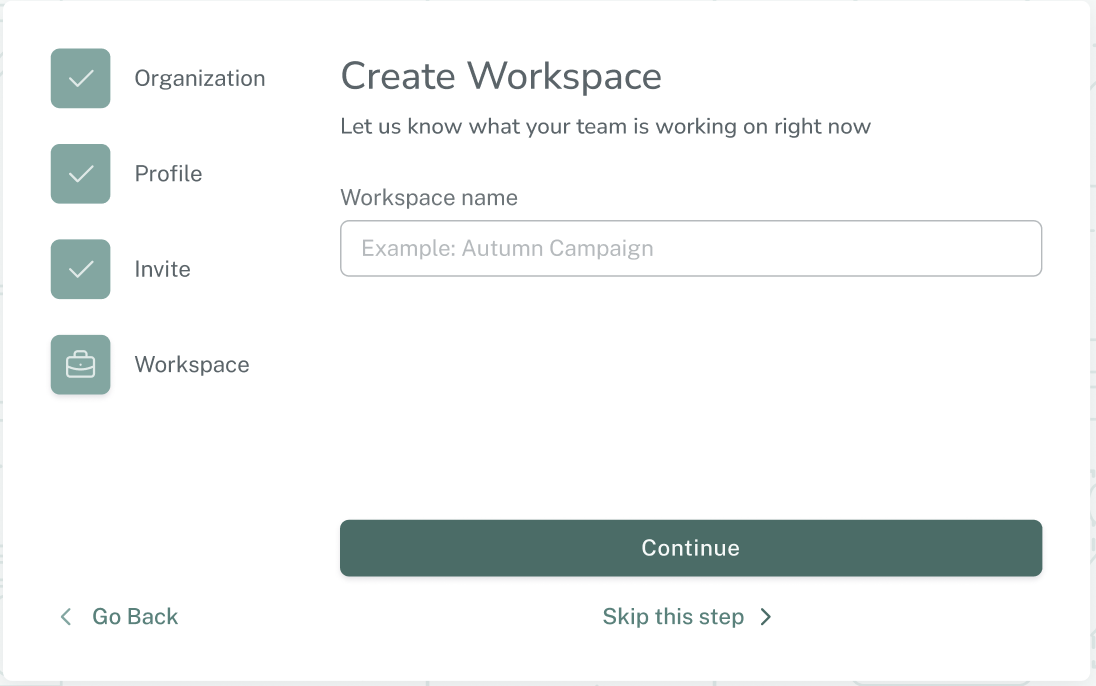 Organization
Profile
Invite
Workspace
Create Workspace
Let us know what your team is working on right now
Workspace name
Example: Autumn Campaign
Continue
Go Back
Skip this step